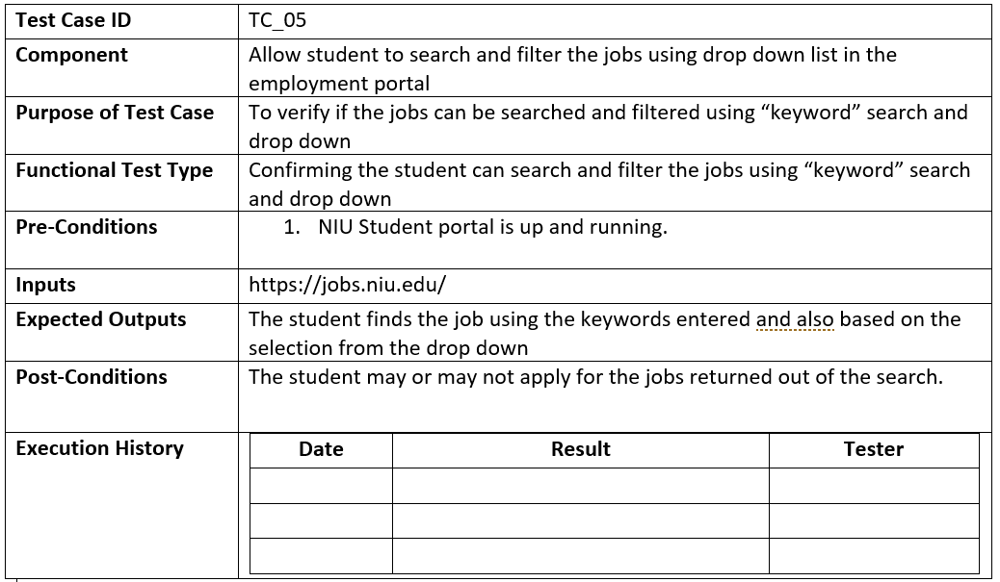 Test Case ID TC_05
Component Allow student to search and filter the jobs using drop down list in the
employment portal
Purpose of Test Case To verify if the jobs can be searched and filtered using “keyword” search and
drop down
Functional Test Type Confirming the student can search and filter the jobs using “keyword” search
and drop down
Pre-Conditions 1. NIU Student portal is up and running.
Inputs https://jobs.niu.edu/
Expected Outputs The student finds the job using the keywords entered and also based on the
selection from the drop down
Post-Conditions The student may or may not apply for the jobs returned out of the search.
Execution History Date Result Tester